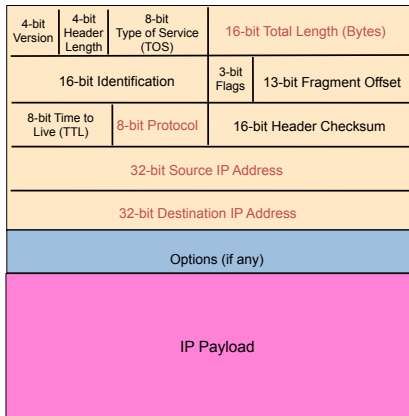 4-bit
Version
4-bit
Header
Length
8-bit
Type of Service
(TOS)
16-bit Total Length (Bytes)
16-bit Identification
3-bit
Flags
13-bit Fragment Offset
8-bit Time to
Live (TTL)
8-bit Protocol
16-bit Header Checksum
32-bit Source IP Address
32-bit Destination IP Address
Options (if any)
IP Payload